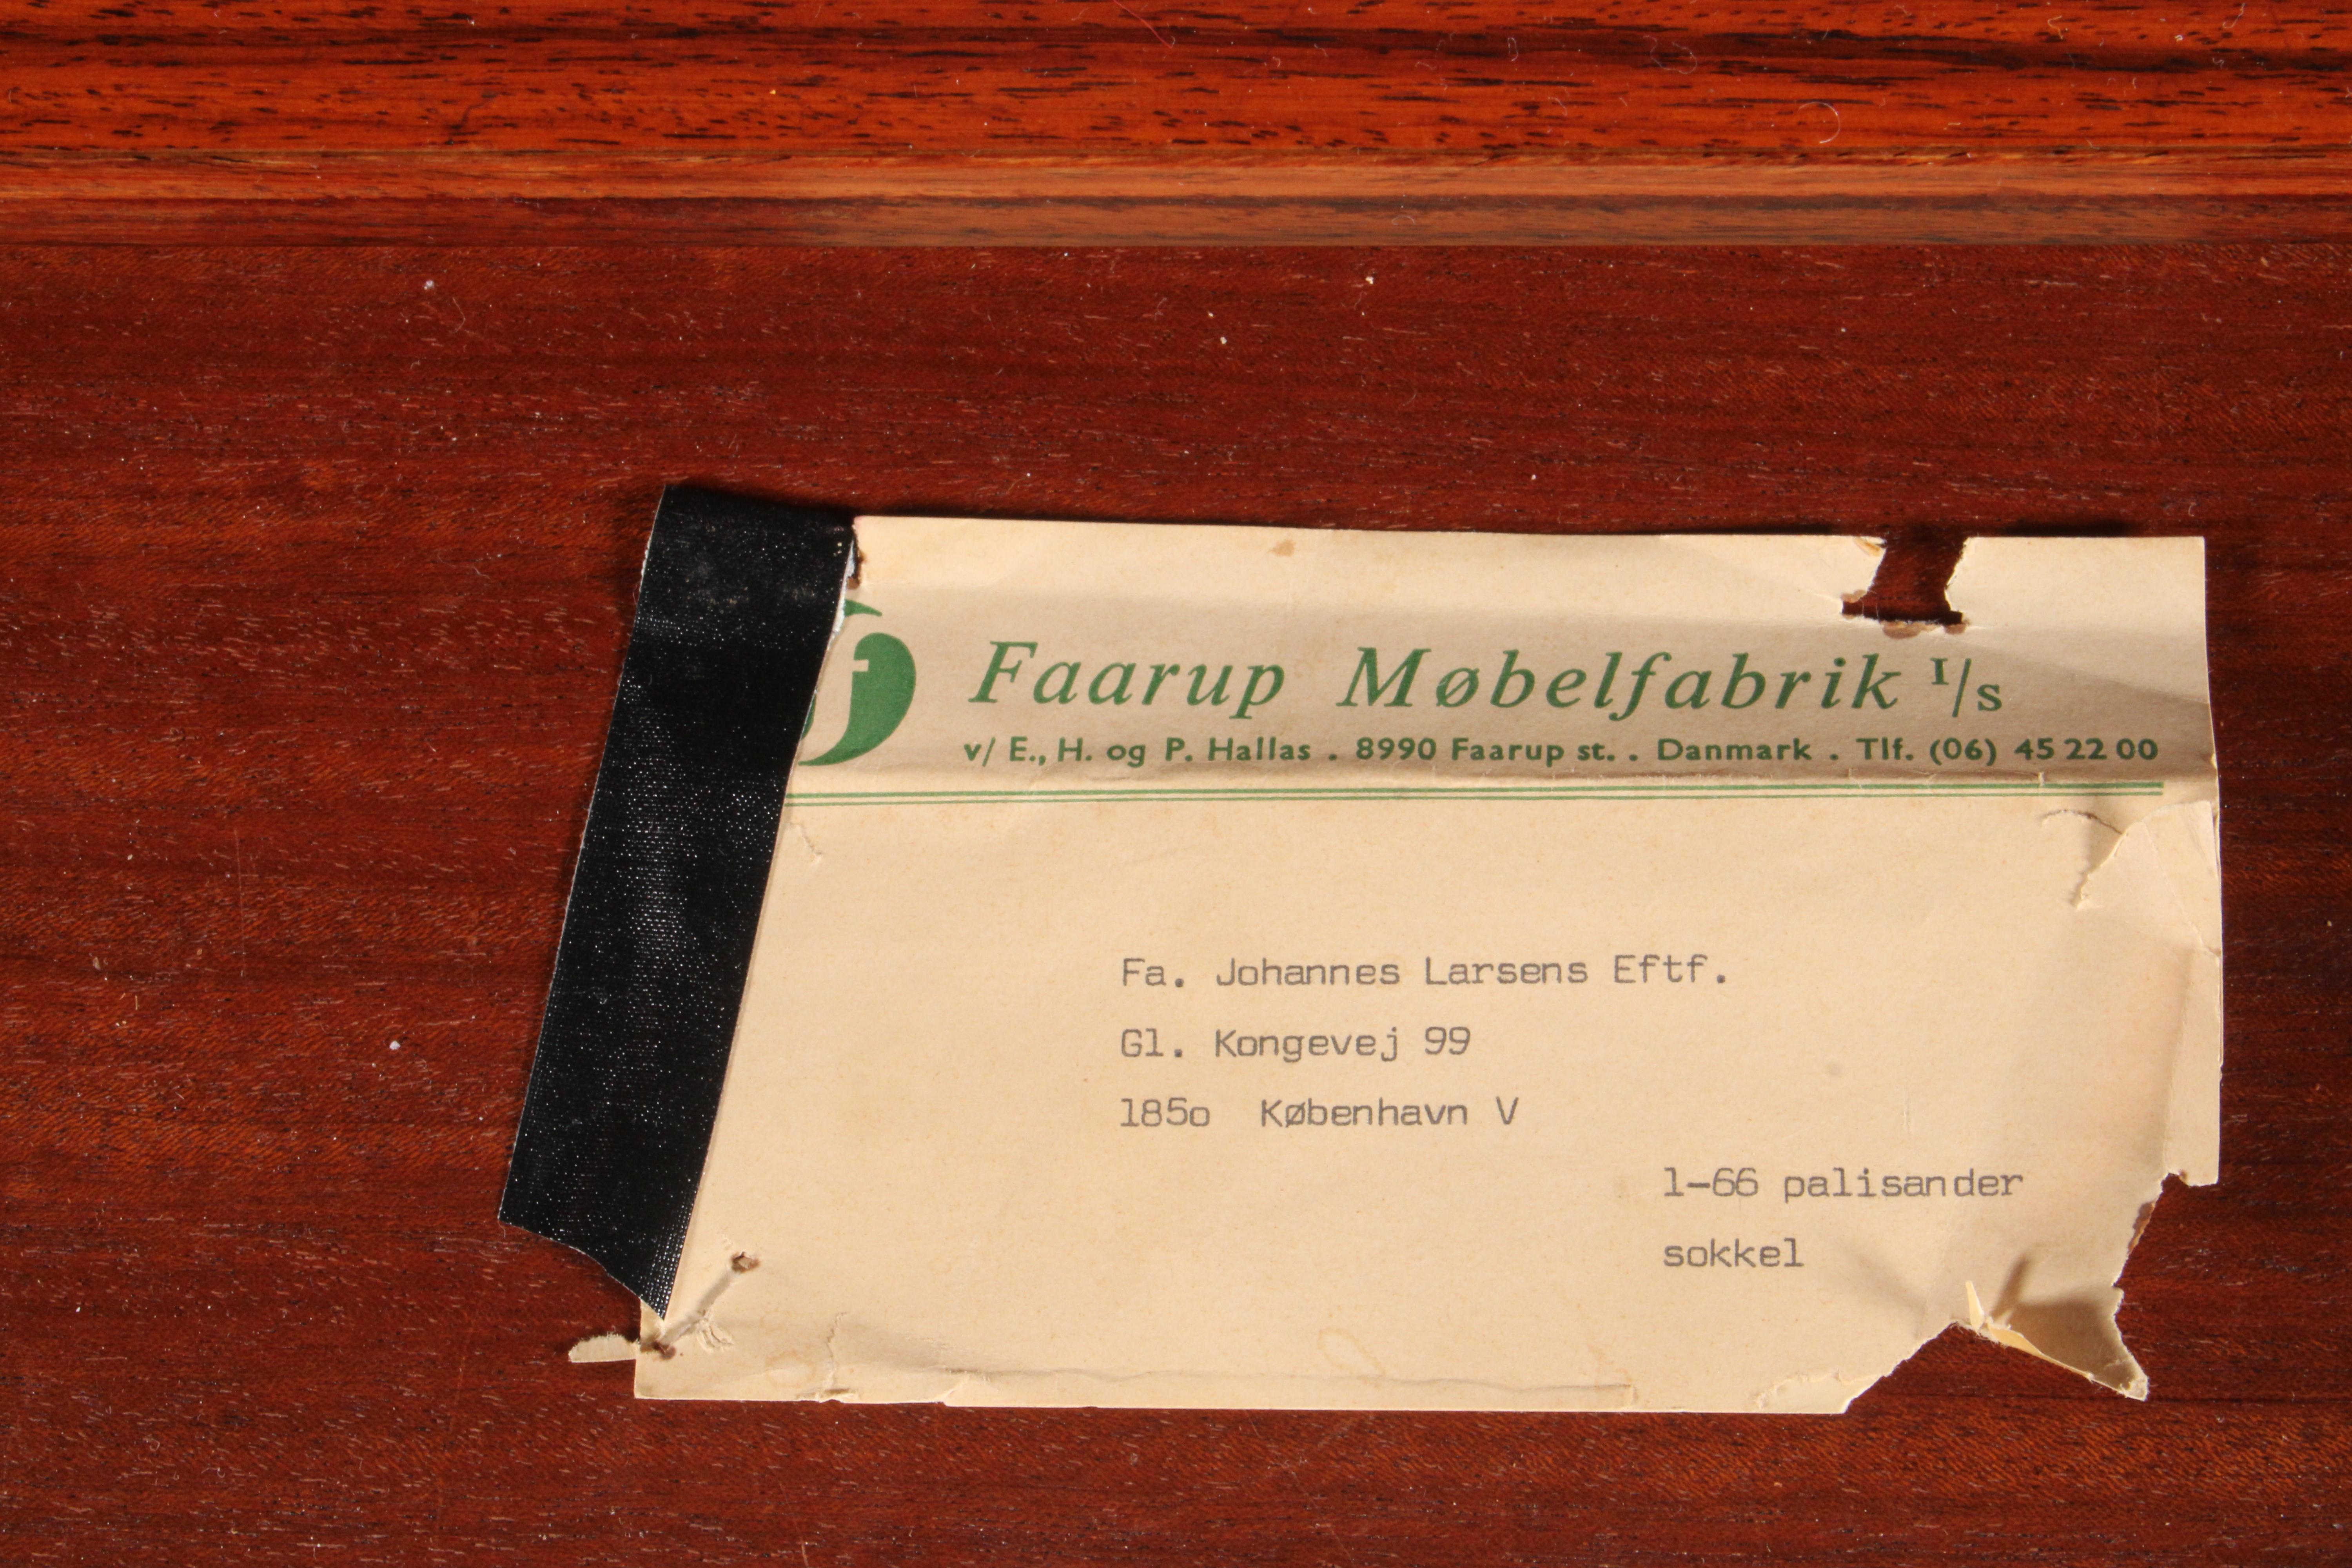 f
Faarup Møbelfabrik I/s
v/ E., H. og P. Hallas . 8990 Faarup st. . Danmark . Tlf. (06) 45 22 00
Fa. Johannes Larsens Eftf.
Gl. Kongevej 99
185o København V
l-66 palisander
sokkel